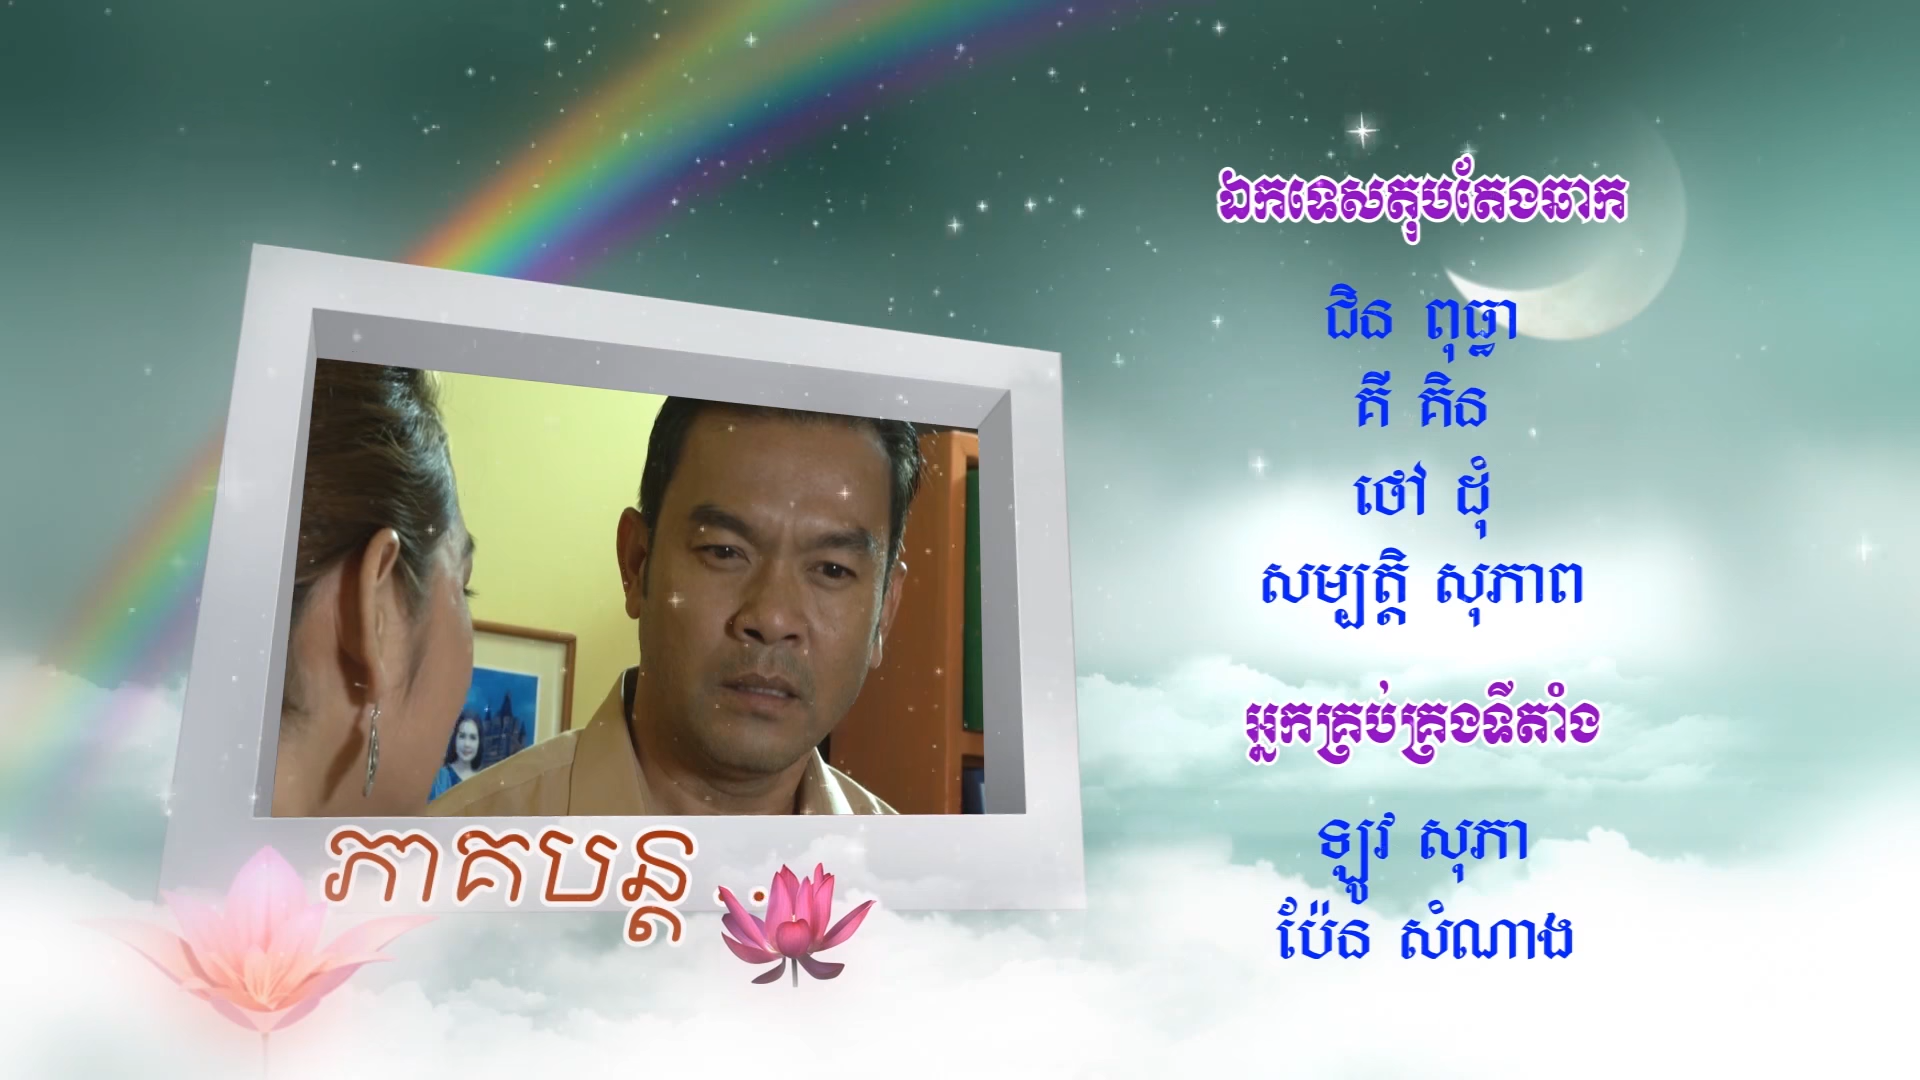 ឯកទេសតុបតែងឆាក
ជិន ពុធ្ធា
គី គិន
ថៅ ដុំ
សម្បត្តិ សុភាព
អ្នកគ្រប់គ្រងទីតាំង
ឡូវ សុភា
ប៉ែន សំណាង
ភាគបន្ត...